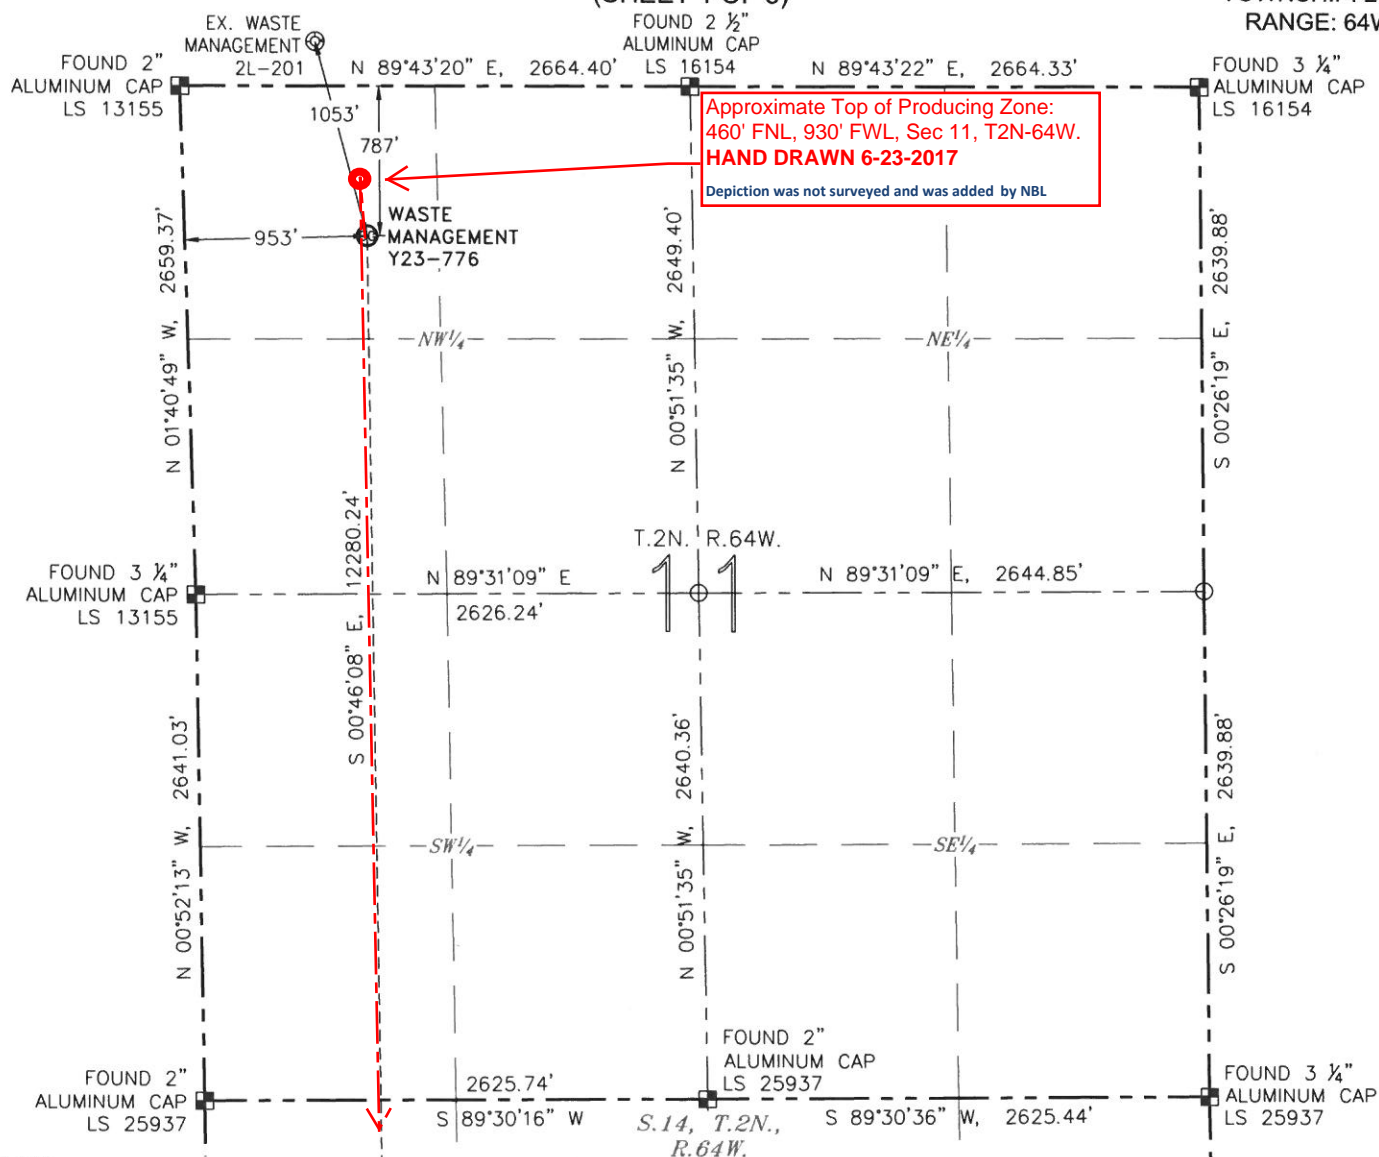 (SHEET 1 OF 3)
RANGE: 64W
EX. WASTE
MANAGEMENT
2L-201
FOUND 2"
ALUMINUM CAP
LS 13155
N 89°43'20" E, 2664.40'
FOUND 2 ½"
ALUMINUM CAP
LS 16154
N 89°43'22" E, 2664.33'
FOUND 3 ¼"
ALUMINUM CAP
LS 16154
1053'
787'
Approximate Top of Producing Zone:
460' FNL, 930' FWL, Sec 11, T2N-64W.
HAND DRAWN 6-23-2017
Depiction was not surveyed and was added by NBL
953'
WASTE
MANAGEMENT
Y23-776
N 01°40'49" W, 2659.37'
N 00°51'35" W, 2649.40'
S 00°26'19" E, 2639.88'
NW¼
NE¼
S 00°46'08" E, 12280.24'
T.2N. R.64W.
11
FOUND 3 ¼"
ALUMINUM CAP
LS 13155
N 89°31'09" E
2626.24'
N 89°31'09" E, 2644.85'
N 00°52'13" W, 2641.03'
N 00°51'35" W, 2640.36'
S 00°26'19" E, 2639.88'
SW¼
SE¼
FOUND 2"
ALUMINUM CAP
LS 25937
2625.74'
S 89°30'16" W
FOUND 2"
ALUMINUM CAP
LS 25937
S 89°30'36" W, 2625.44'
FOUND 3 ¼"
ALUMINUM CAP
LS 25937
S.14, T.2N.,
R.64W.